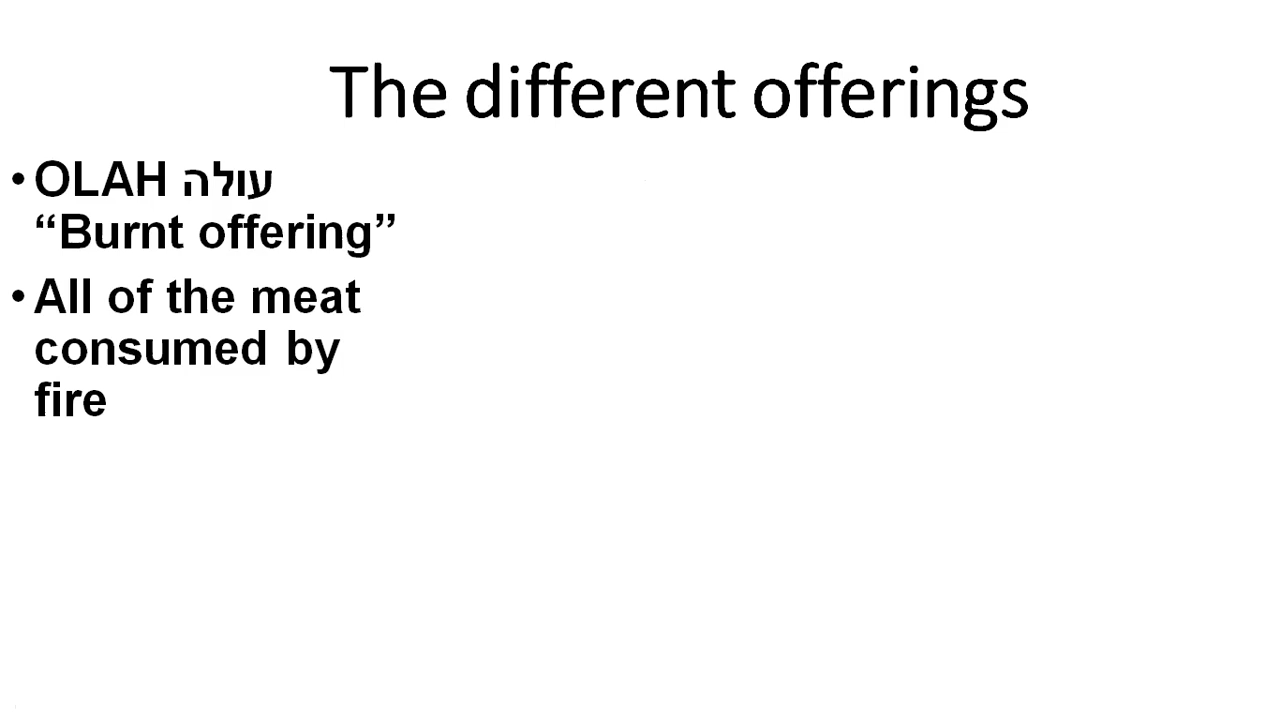 The different offerings
• OLAH עולה
“Burnt offering”
• All of the meat
consumed by
fire